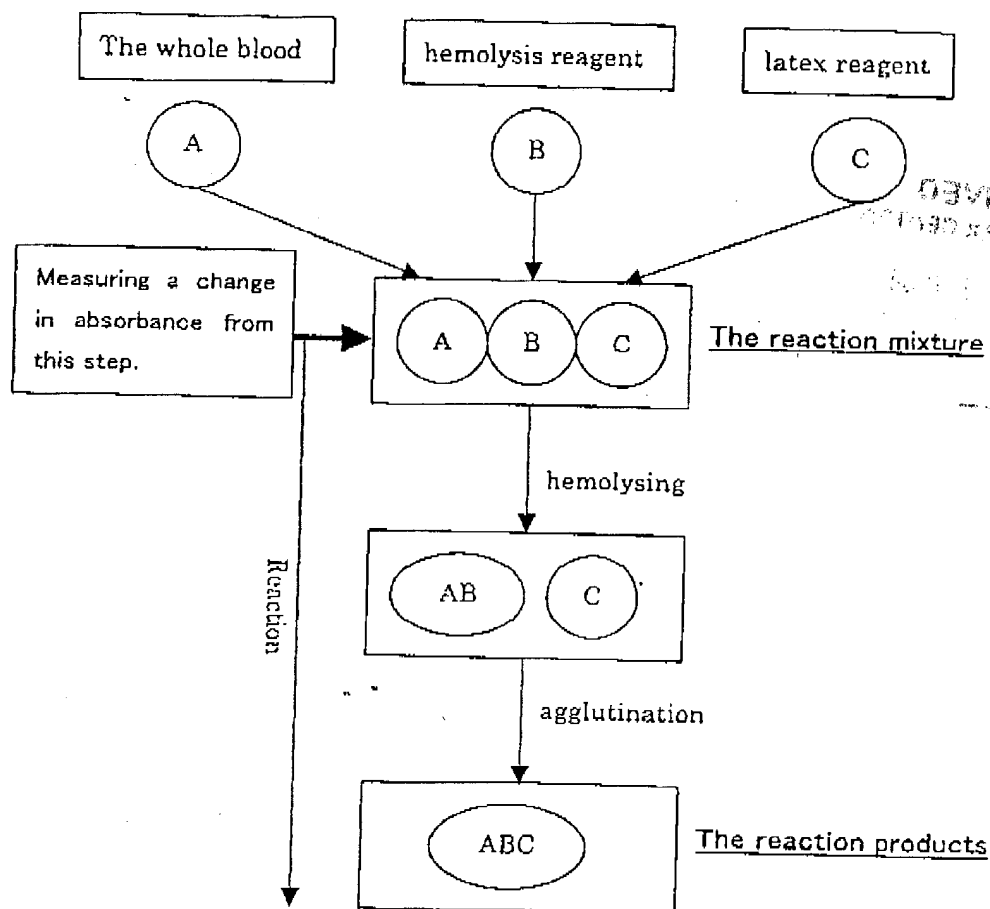 The whole blood
hemolysis reagent
latex reagent
A
B
C
Measuring a change
in absorbance from
this step.
A B C
The reaction mixture
hemolysing
Reaction
AB C
agglutination
ABC
The reaction products